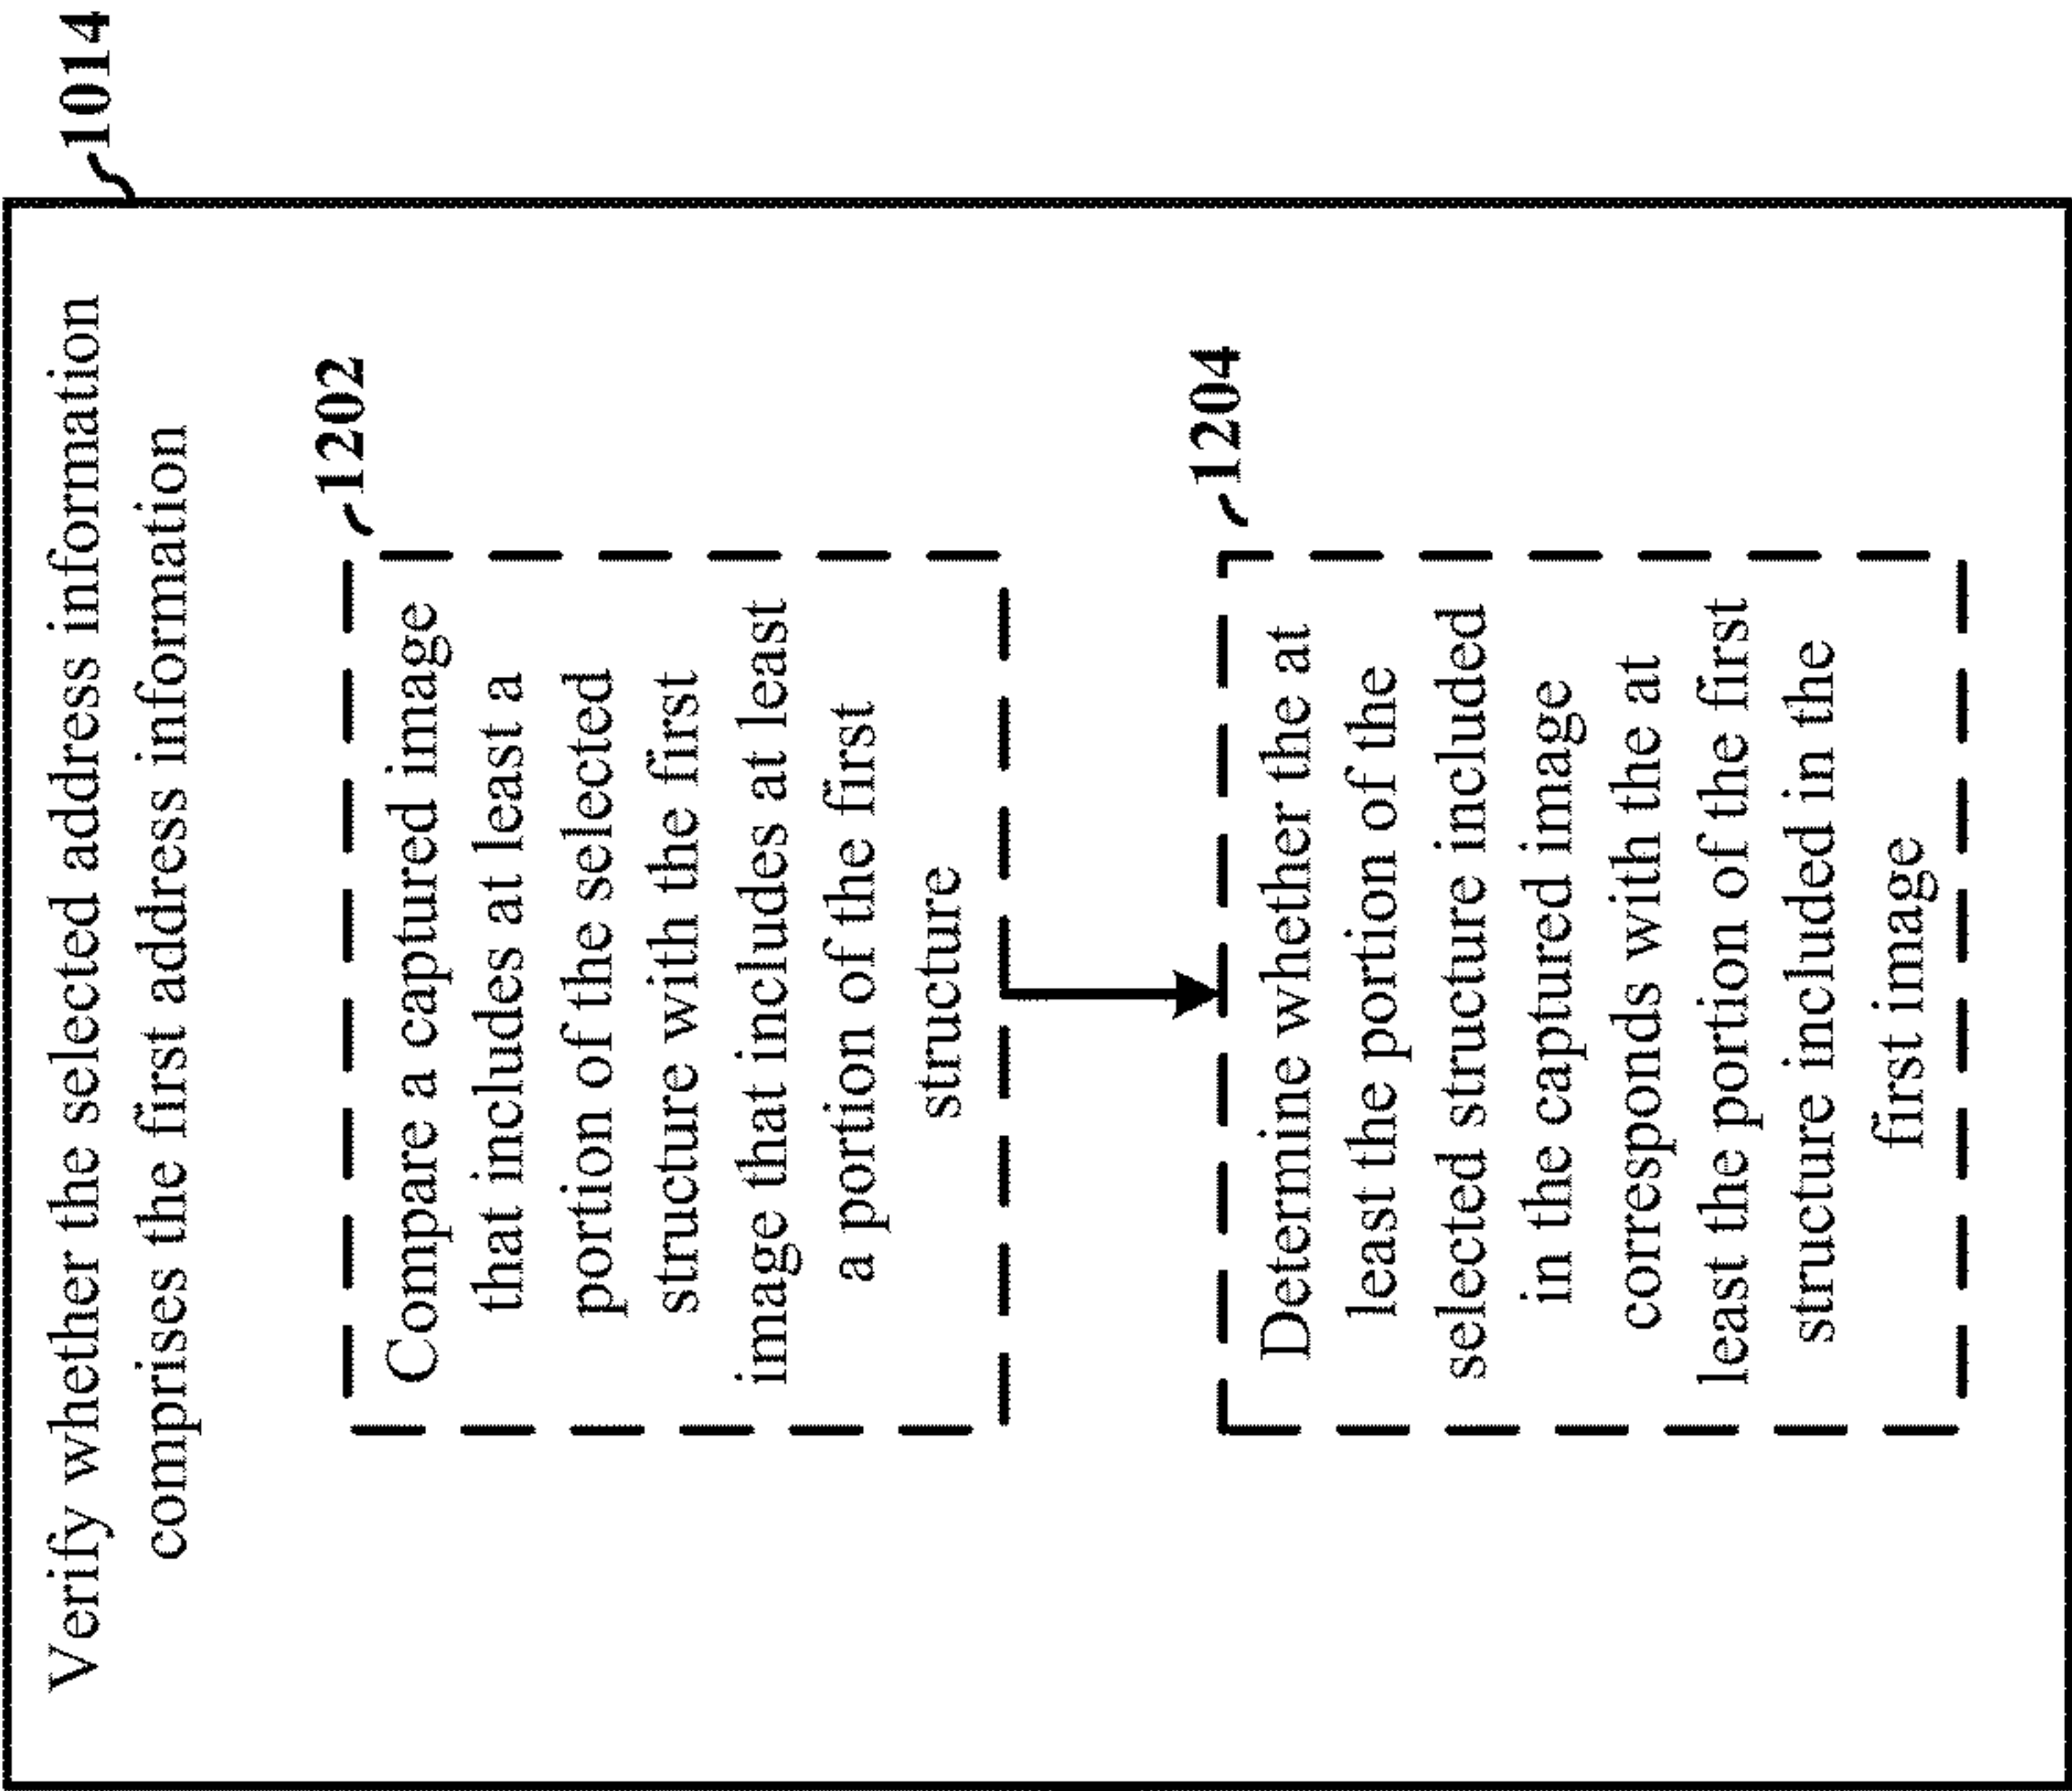 1014
Verify whether the selected address information
comprises the first address information
1202
Compare a captured image
that includes at least a
portion of the selected
structure with the first
image that includes at least
a portion of the first
structure
1204
Determine whether the at
least the portion of the
selected structure included
in the captured image
corresponds with the at
least the portion of the first
structure included in the
first image